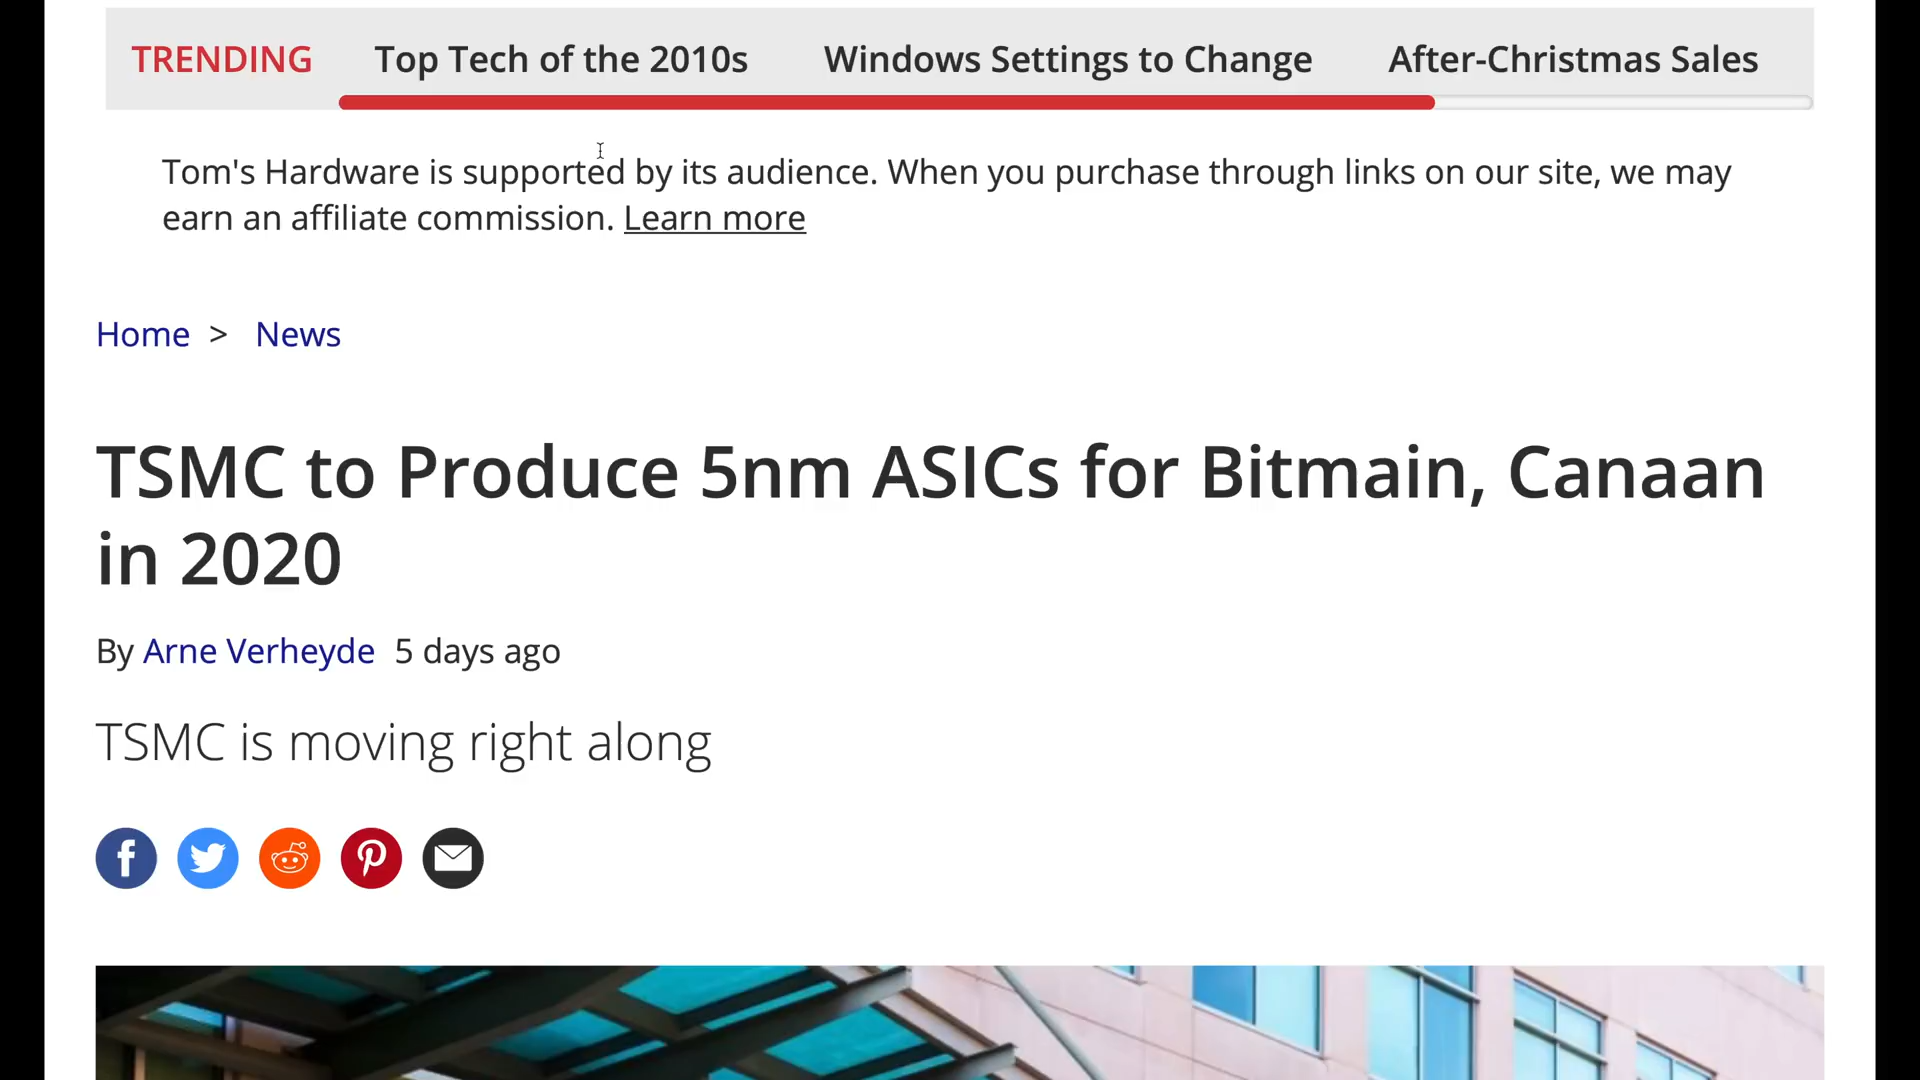 TRENDING Top Tech of the 2010s Windows Settings to Change After-Christmas Sales
Tom's Hardware is supported by its audience. When you purchase through links on our site, we may
earn an affiliate commission. Learn more
Home > News
TSMC to Produce 5nm ASICs for Bitmain, Canaan
in 2020
By Arne Verheyde 5 days ago
TSMC is moving right along